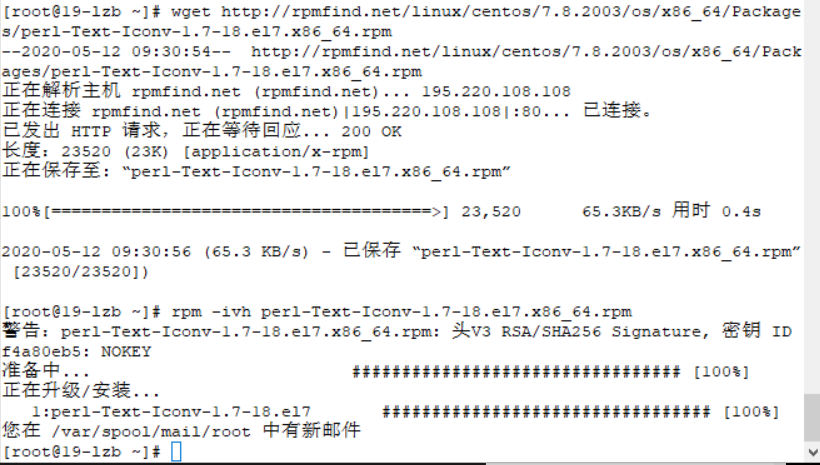 [root@19-lzb ~]# wget http://rpmfind.net/linux/centos/7.8.2003/os/x86_64/Package
s/perl-Text-Iconv-1.7-18.el7.x86_64.rpm
--2020-05-12 09:30:54--  http://rpmfind.net/linux/centos/7.8.2003/os/x86_64/Pack
ages/perl-Text-Iconv-1.7-18.el7.x86_64.rpm
正在解析主机 rpmfind.net (rpmfind.net)... 195.220.108.108
正在连接 rpmfind.net (rpmfind.net)|195.220.108.108|:80... 已连接。
已发出 HTTP 请求，正在等待回应... 200 OK
长度：23520 (23K) [application/x-rpm]
正在保存至: “perl-Text-Iconv-1.7-18.el7.x86_64.rpm”
100%[======================================>] 23,520      65.3KB/s 用时 0.4s
2020-05-12 09:30:56 (65.3 KB/s) - 已保存 “perl-Text-Iconv-1.7-18.el7.x86_64.rpm”
 [23520/23520])
[root@19-lzb ~]# rpm -ivh perl-Text-Iconv-1.7-18.el7.x86_64.rpm
警告：perl-Text-Iconv-1.7-18.el7.x86_64.rpm: 头V3 RSA/SHA256 Signature, 密钥 ID
f4a80eb5: NOKEY
准备中...                          ################################# [100%]
正在升级/安装...
   1:perl-Text-Iconv-1.7-18.el7       ################################# [100%]
您在 /var/spool/mail/root 中有新邮件
[root@19-lzb ~]#